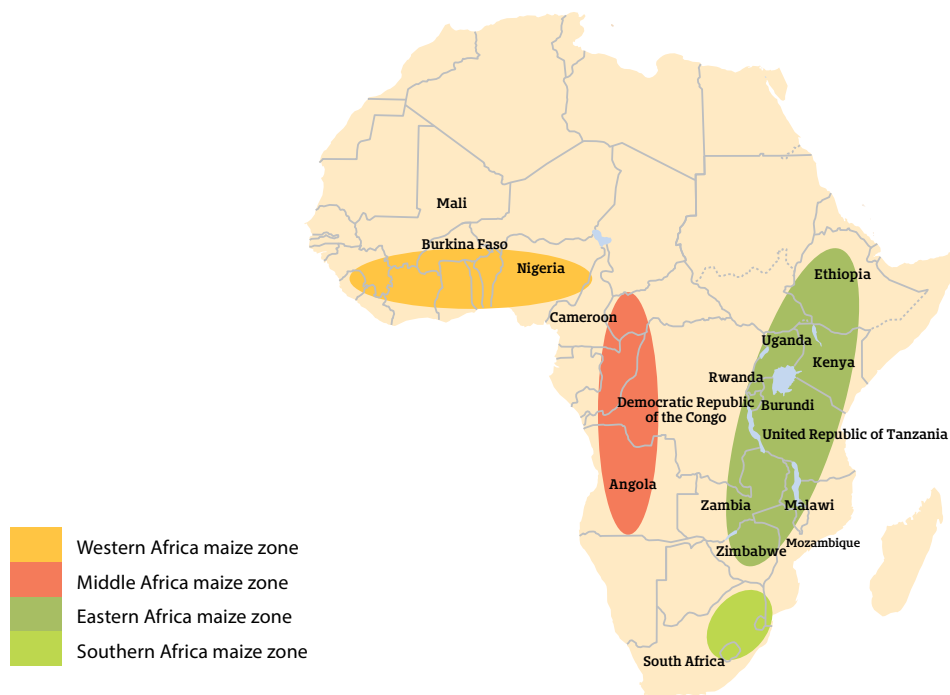 Mali
Burkina Faso
Nigeria
Ethiopia
Cameroon
Uganda
Kenya
Rwanda
Democratic Republic
of the Congo
Burundi
United Republic of Tanzania
Angola
Zambia
Malawi
Mozambique
Zimbabwe
South Africa
Western Africa maize zone
Middle Africa maize zone
Eastern Africa maize zone
Southern Africa maize zone